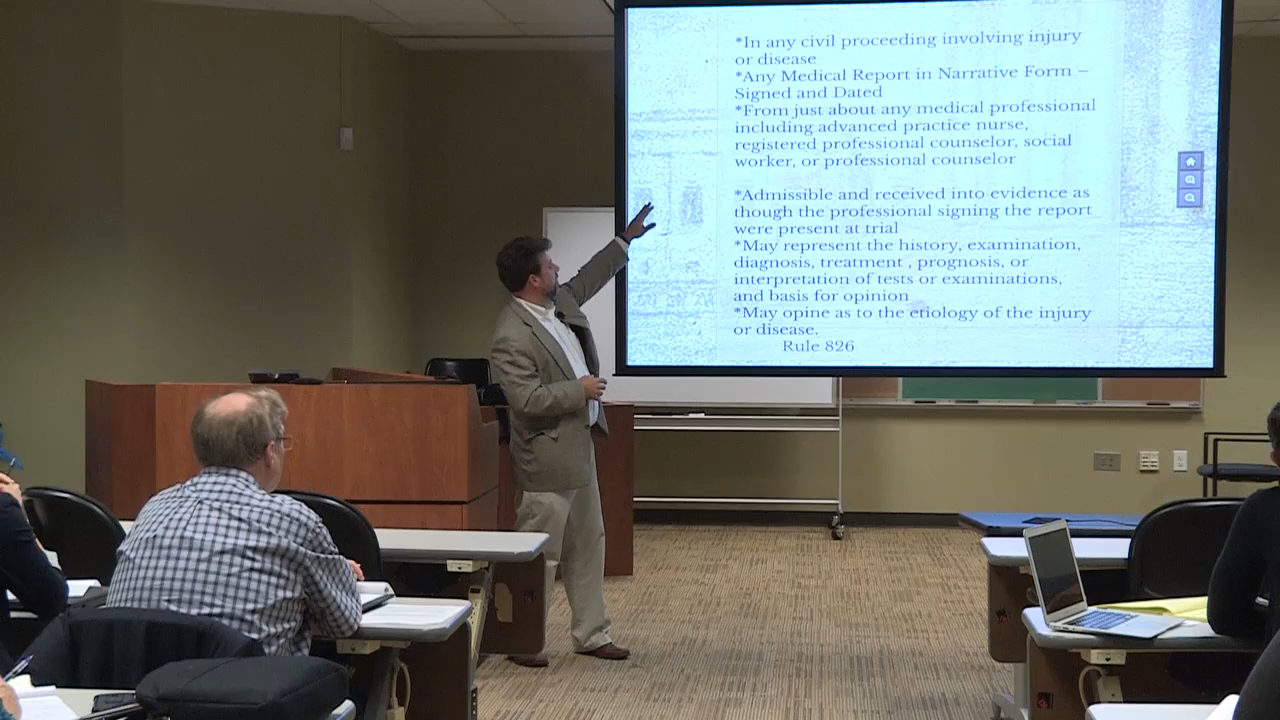 *In any civil proceeding involving injury
or disease
*Any Medical Report in Narrative Form –
Signed and Dated
*From just about any medical professional
including advanced practice nurse,
registered professional counselor, social
worker, or professional counselor
*Admissible and received into evidence as
though the professional signing the report
were present at trial
*May represent the history, examination,
diagnosis, treatment , prognosis, or
interpretation of tests or examinations,
and basis for opinion
*May opine as to the etiology of the injury
or disease.
Rule 826